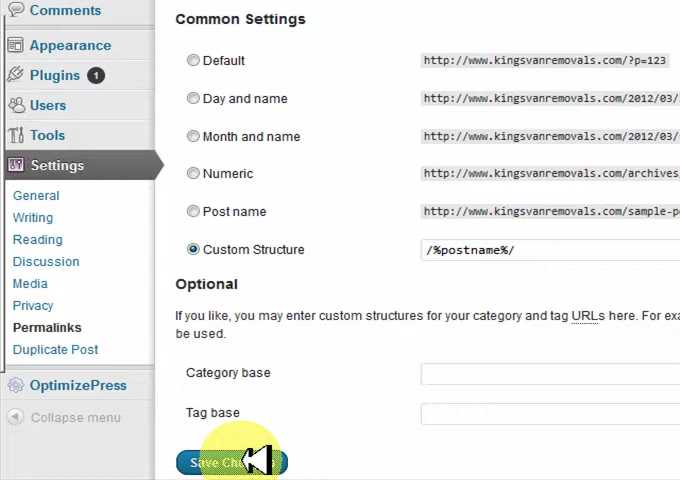 Comments
Appearance
Plugins 1
Users
Tools
Settings
General
Writing
Reading
Discussion
Media
Privacy
Permalinks
Duplicate Post
OptimizePress
Collapse menu
Common Settings
Default http://www.kingsvanremovals.com/?p=123
Day and name http://www.kingsvanremovals.com/2012/03/
Month and name http://www.kingsvanremovals.com/2012/03/
Numeric http://www.kingsvanremovals.com/archives
Post name http://www.kingsvanremovals.com/sample-p
Custom Structure /%postname%/
Optional
If you like, you may enter custom structures for your category and tag URLs here. For exa
be used.
Category base
Tag base
Save